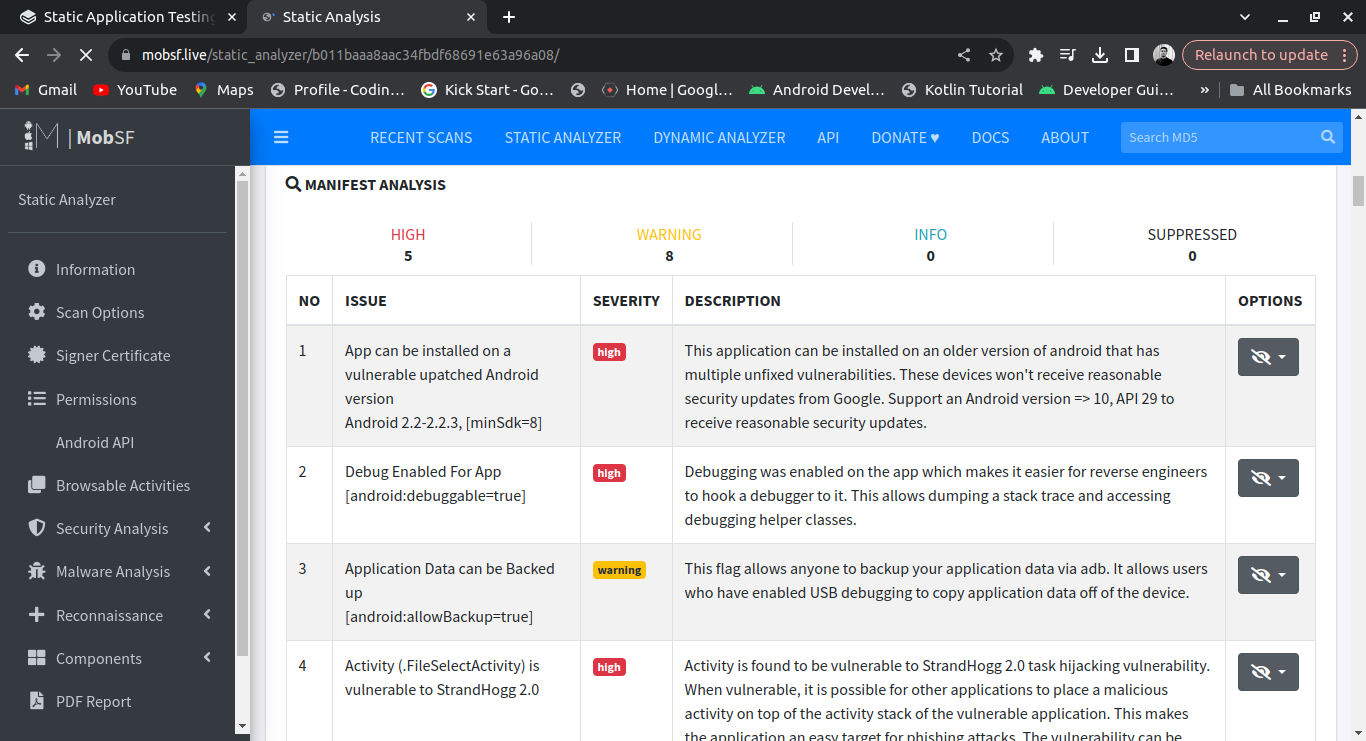 Static Application Testing
Static Analysis
mobsf.live/static_analyzer/b011baaa8aac34fbdf68691e63a96a08/
Relaunch to update
Gmail
YouTube
Maps
Profile - Codin…
Kick Start - Go…
Home | Googl…
Android Devel…
Kotlin Tutorial
Developer Gui…
»
All Bookmarks
M | MobSF
RECENT SCANS
STATIC ANALYZER
DYNAMIC ANALYZER
API
DONATE ♥
DOCS
ABOUT
Search MD5
Static Analyzer
Information
Scan Options
Signer Certificate
Permissions
Android API
Browsable Activities
Security Analysis
Malware Analysis
Reconnaissance
Components
PDF Report
MANIFEST ANALYSIS
HIGH
5
WARNING
8
INFO
0
SUPPRESSED
0
NO
ISSUE
SEVERITY
DESCRIPTION
OPTIONS
1
App can be installed on a
vulnerable upatched Android
version
Android 2.2-2.2.3, [minSdk=8]
high
This application can be installed on an older version of android that has
multiple unfixed vulnerabilities. These devices won't receive reasonable
security updates from Google. Support an Android version => 10, API 29 to
receive reasonable security updates.
2
Debug Enabled For App
[android:debuggable=true]
high
Debugging was enabled on the app which makes it easier for reverse engineers
to hook a debugger to it. This allows dumping a stack trace and accessing
debugging helper classes.
3
Application Data can be Backed
up
[android:allowBackup=true]
warning
This flag allows anyone to backup your application data via adb. It allows users
who have enabled USB debugging to copy application data off of the device.
4
Activity (.FileSelectActivity) is
vulnerable to StrandHogg 2.0
high
Activity is found to be vulnerable to StrandHogg 2.0 task hijacking vulnerability.
When vulnerable, it is possible for other applications to place a malicious
activity on top of the activity stack of the vulnerable application. This makes
the application an easy target for phishing attacks. The vulnerability can be